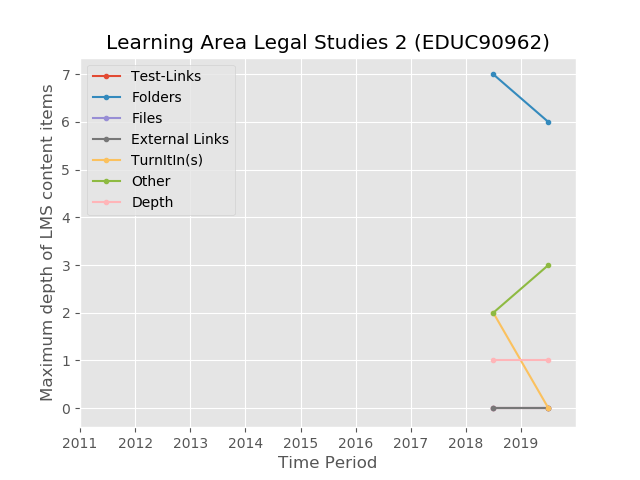 Learning Area Legal Studies 2 (EDUC90962)
Test-Links
Folders
Files
External Links
TurnItIn(s)
Other
Depth
Maximum depth of LMS content items
7
6
5
4
3
2
1
0
2011 2012 2013 2014 2015 2016 2017 2018 2019
Time Period